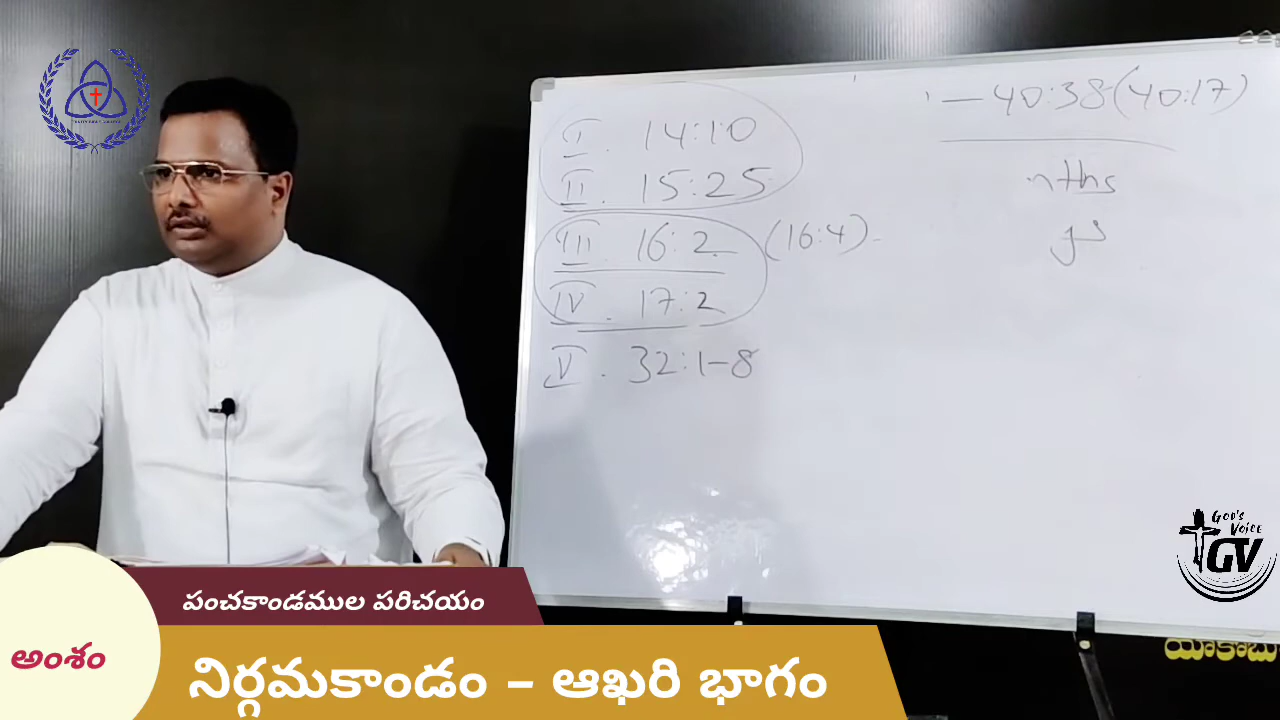 I. 14:10
II. 15:25
III 16:2 (16:4)
IV. 17:2
V. 32:1-8
— 40:38 (40:17)
nths
GOD'S
VOICE
GV
పంచకాండముల పరిచయం
అంశం
నిర్గమకాండం – ఆఖరి భాగం
యాకోబు